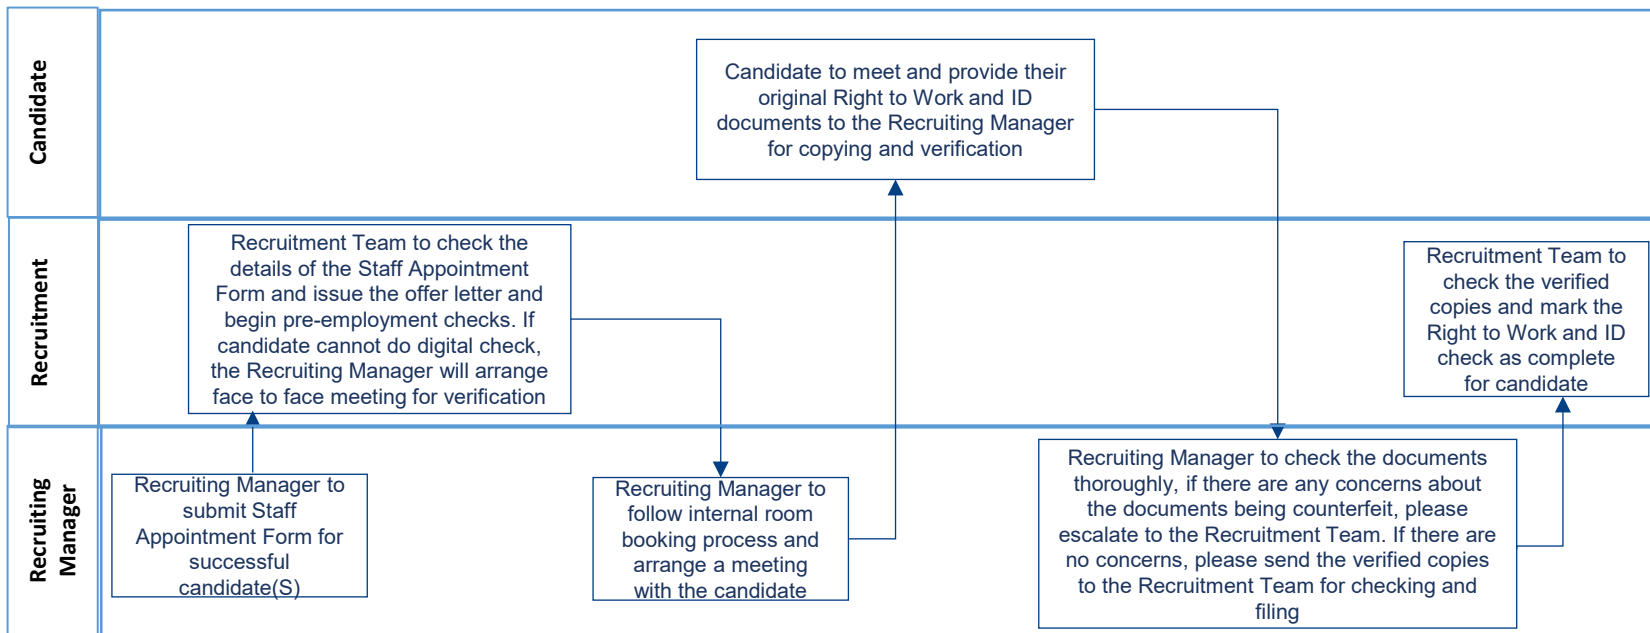 Candidate
Candidate to meet and provide their
original Right to Work and ID
documents to the Recruiting Manager
for copying and verification
Recruitment
Recruitment Team to check the
details of the Staff Appointment
Form and issue the offer letter and
begin pre-employment checks. If
candidate cannot do digital check,
the Recruiting Manager will arrange
face to face meeting for verification
Recruitment Team to
check the verified
copies and mark the
Right to Work and ID
check as complete
for candidate
Recruiting
Manager
Recruiting Manager to
submit Staff
Appointment Form for
successful
candidate(S)
Recruiting Manager to
follow internal room
booking process and
arrange a meeting
with the candidate
Recruiting Manager to check the documents
thoroughly, if there are any concerns about
the documents being counterfeit, please
escalate to the Recruitment Team. If there are
no concerns, please send the verified copies
to the Recruitment Team for checking and
filing